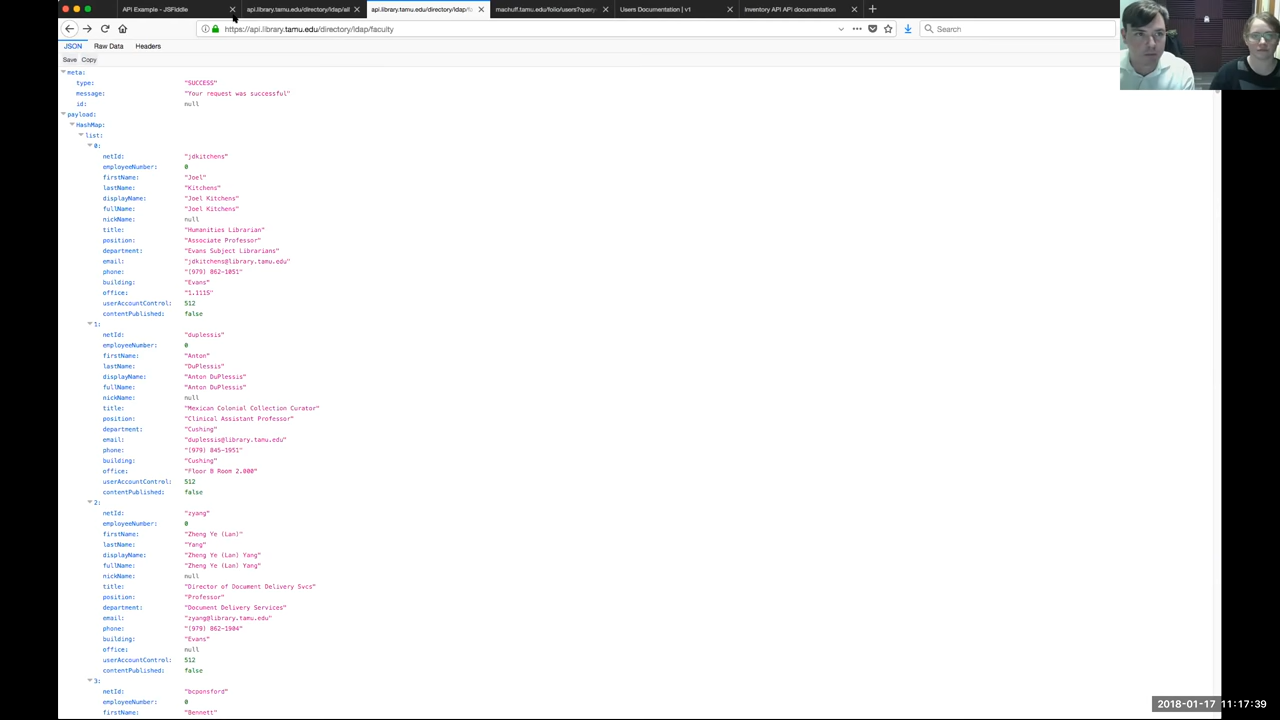 API Example - JSFiddle
api.library.tamu.edu/directory/ldap/all
api.library.tamu.edu/directory/ldap/fa
machuff.tamu.edu/folio/users?query
Users Documentation | v1
inventory API API documentation
https://api.library.tamu.edu/directory/ldap/faculty
Search
JSON Raw Data Headers
Save Copy
meta:
type: "SUCCESS"
message: "Your request was successful"
id: null
payload:
HashMap:
list:
0:
netId: "jdkitchens"
employeeNumber: 0
firstName: "Joel"
lastName: "Kitchens"
displayName: "Joel Kitchens"
fullName: "Joel Kitchens"
nickName: null
title: "Humanities Librarian"
position: "Associate Professor"
department: "Evans Subject Librarians"
email: "jdkitchens@library.tamu.edu"
phone: "(979) 862-1051"
building: "Evans"
office: "1.111S"
userAccountControl: 512
contentPublished: false
1:
netId: "duplessis"
employeeNumber: 0
firstName: "Anton"
lastName: "DuPlessis"
displayName: "Anton DuPlessis"
fullName: "Anton DuPlessis"
nickName: null
title: "Mexican Colonial Collection Curator"
position: "Clinical Assistant Professor"
department: "Cushing"
email: "duplessis@library.tamu.edu"
phone: "(979) 845-1951"
building: "Cushing"
office: "Floor B Room 2.800"
userAccountControl: 512
contentPublished: false
2:
netId: "zyang"
employeeNumber: 0
firstName: "Zheng Ye (Lan)"
lastName: "Yang"
displayName: "Zheng Ye (Lan) Yang"
fullName: "Zheng Ye (Lan) Yang"
nickName: null
title: "Director of Document Delivery Svcs"
position: "Professor"
department: "Document Delivery Services"
email: "zyang@library.tamu.edu"
phone: "(979) 862-1904"
building: "Evans"
office: null
userAccountControl: 512
contentPublished: false
3:
netId: "bcponsford"
employeeNumber: 0
firstName: "Bennett"
2018-01-17 11:17:39